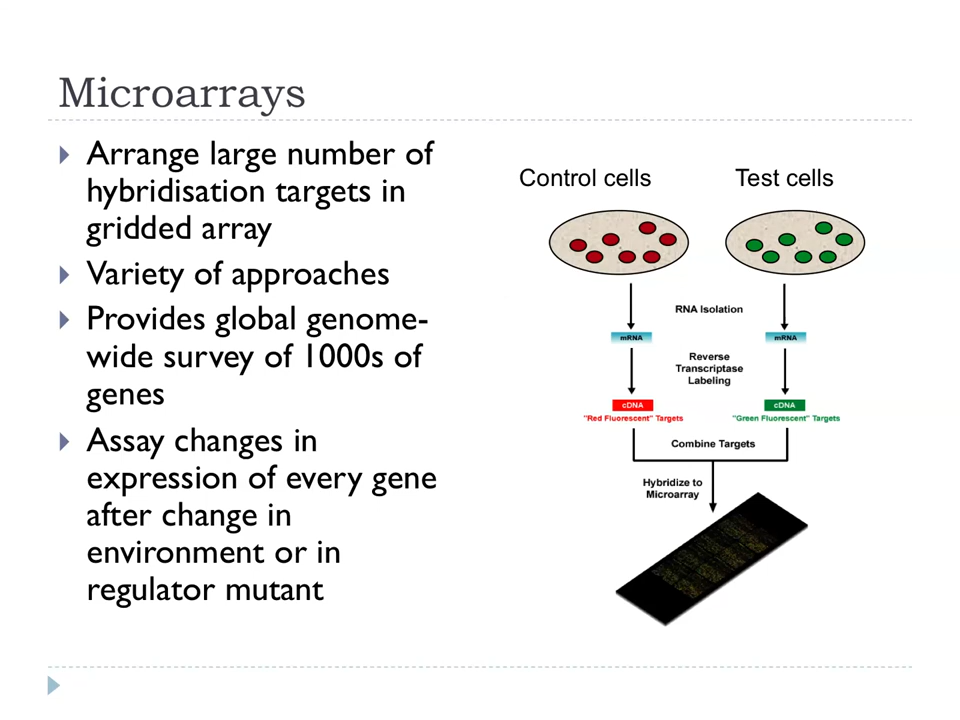 Microarrays
Arrange large number of
hybridisation targets in
gridded array
Variety of approaches
Provides global genome-
wide survey of 1000s of
genes
Assay changes in
expression of every gene
after change in
environment or in
regulator mutant
Control cells
Test cells
RNA Isolation
mRNA
mRNA
Reverse
Transcriptase
Labeling
cDNA
cDNA
"Red Fluorescent" Targets
"Green Fluorescent" Targets
Combine Targets
Hybridize to
Microarray